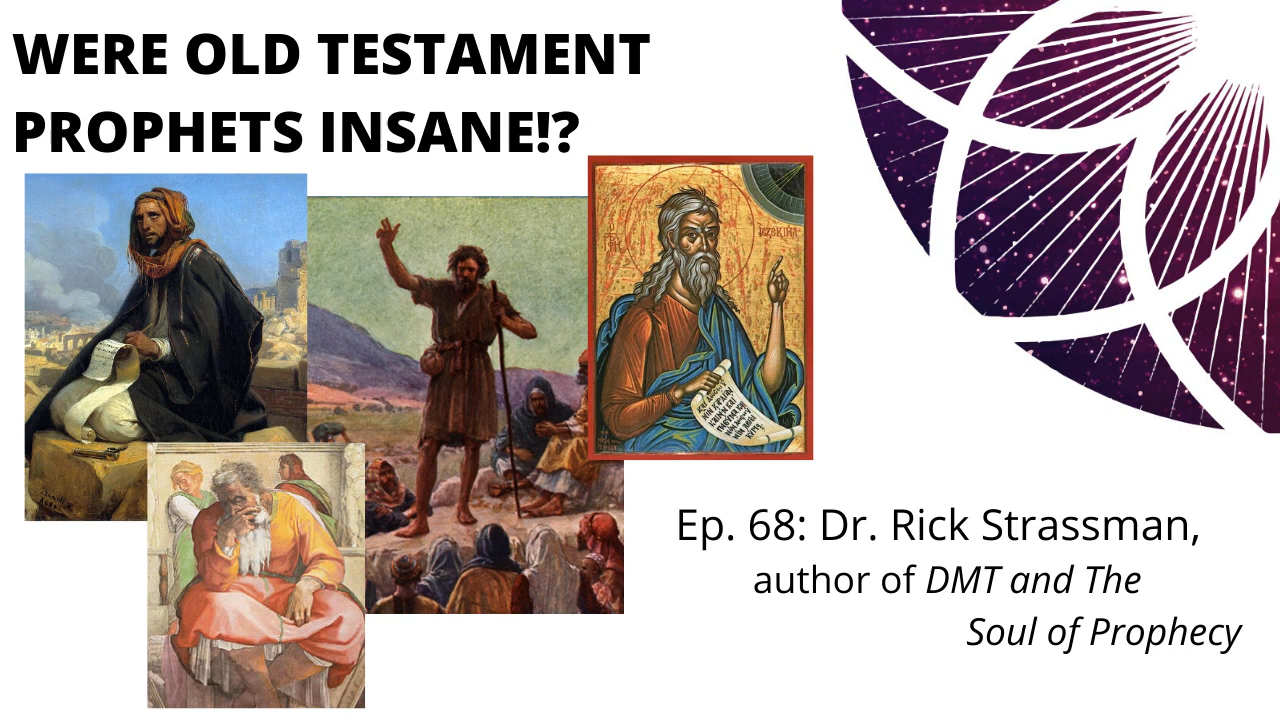 WERE OLD TESTAMENT
PROPHETS INSANE!?
Ep. 68: Dr. Rick Strassman,
author of DMT and The
Soul of Prophecy